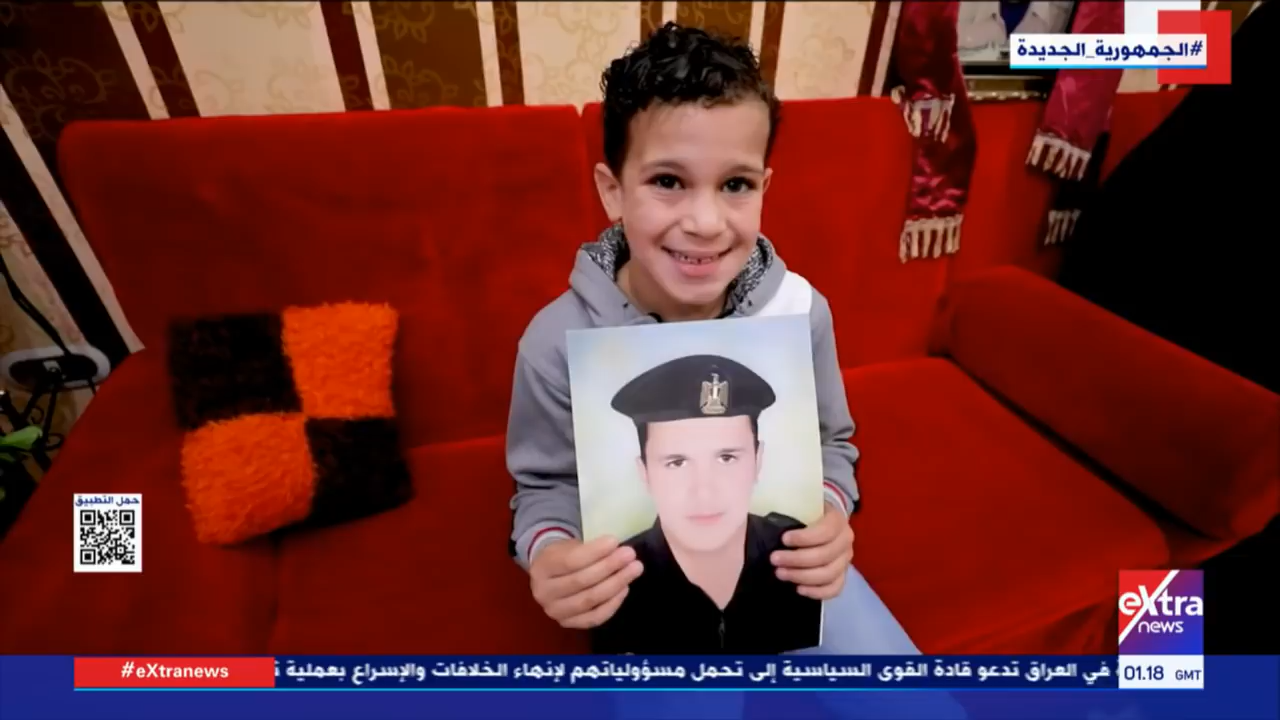 #الجمهورية_الجديدة
حمل التطبيق
eXtra
news
#eXtranews
في العراق تدعو قادة القوى السياسية إلى تحمل مسؤولياتهم لإنهاء الخلافات والإسراع بعملية
01.18 GMT